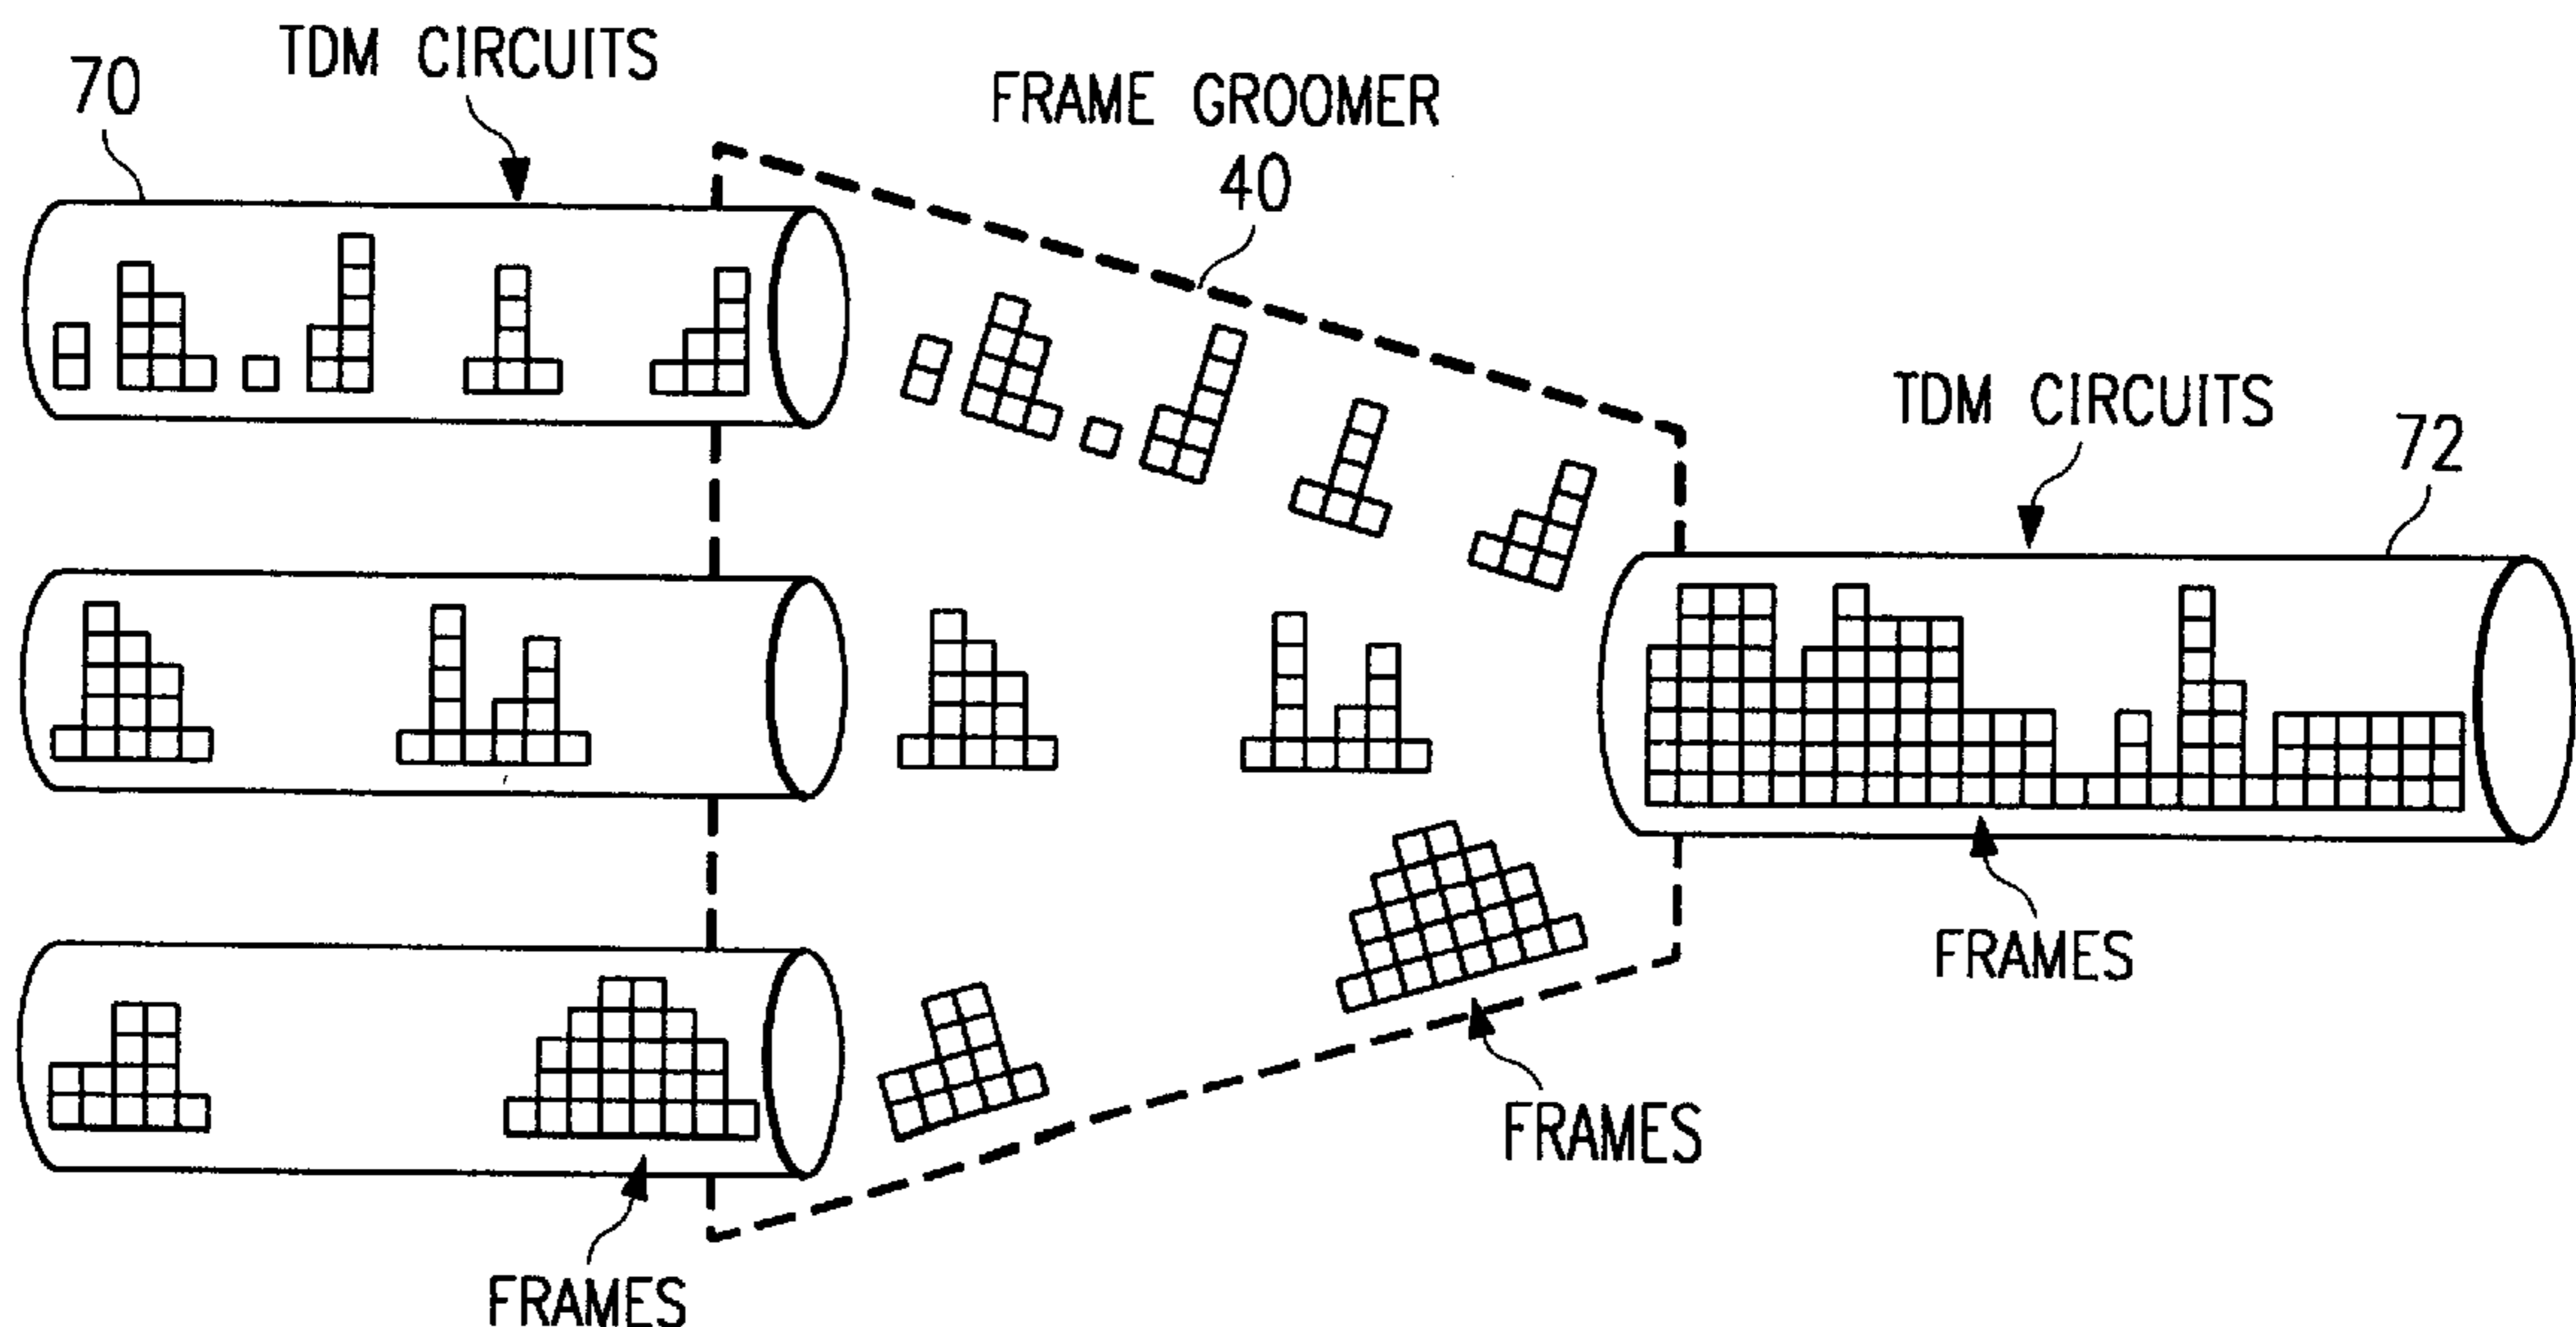 70
TDM CIRCUITS
FRAME GROOMER
40
TDM CIRCUITS
72
FRAMES
FRAMES
FRAMES